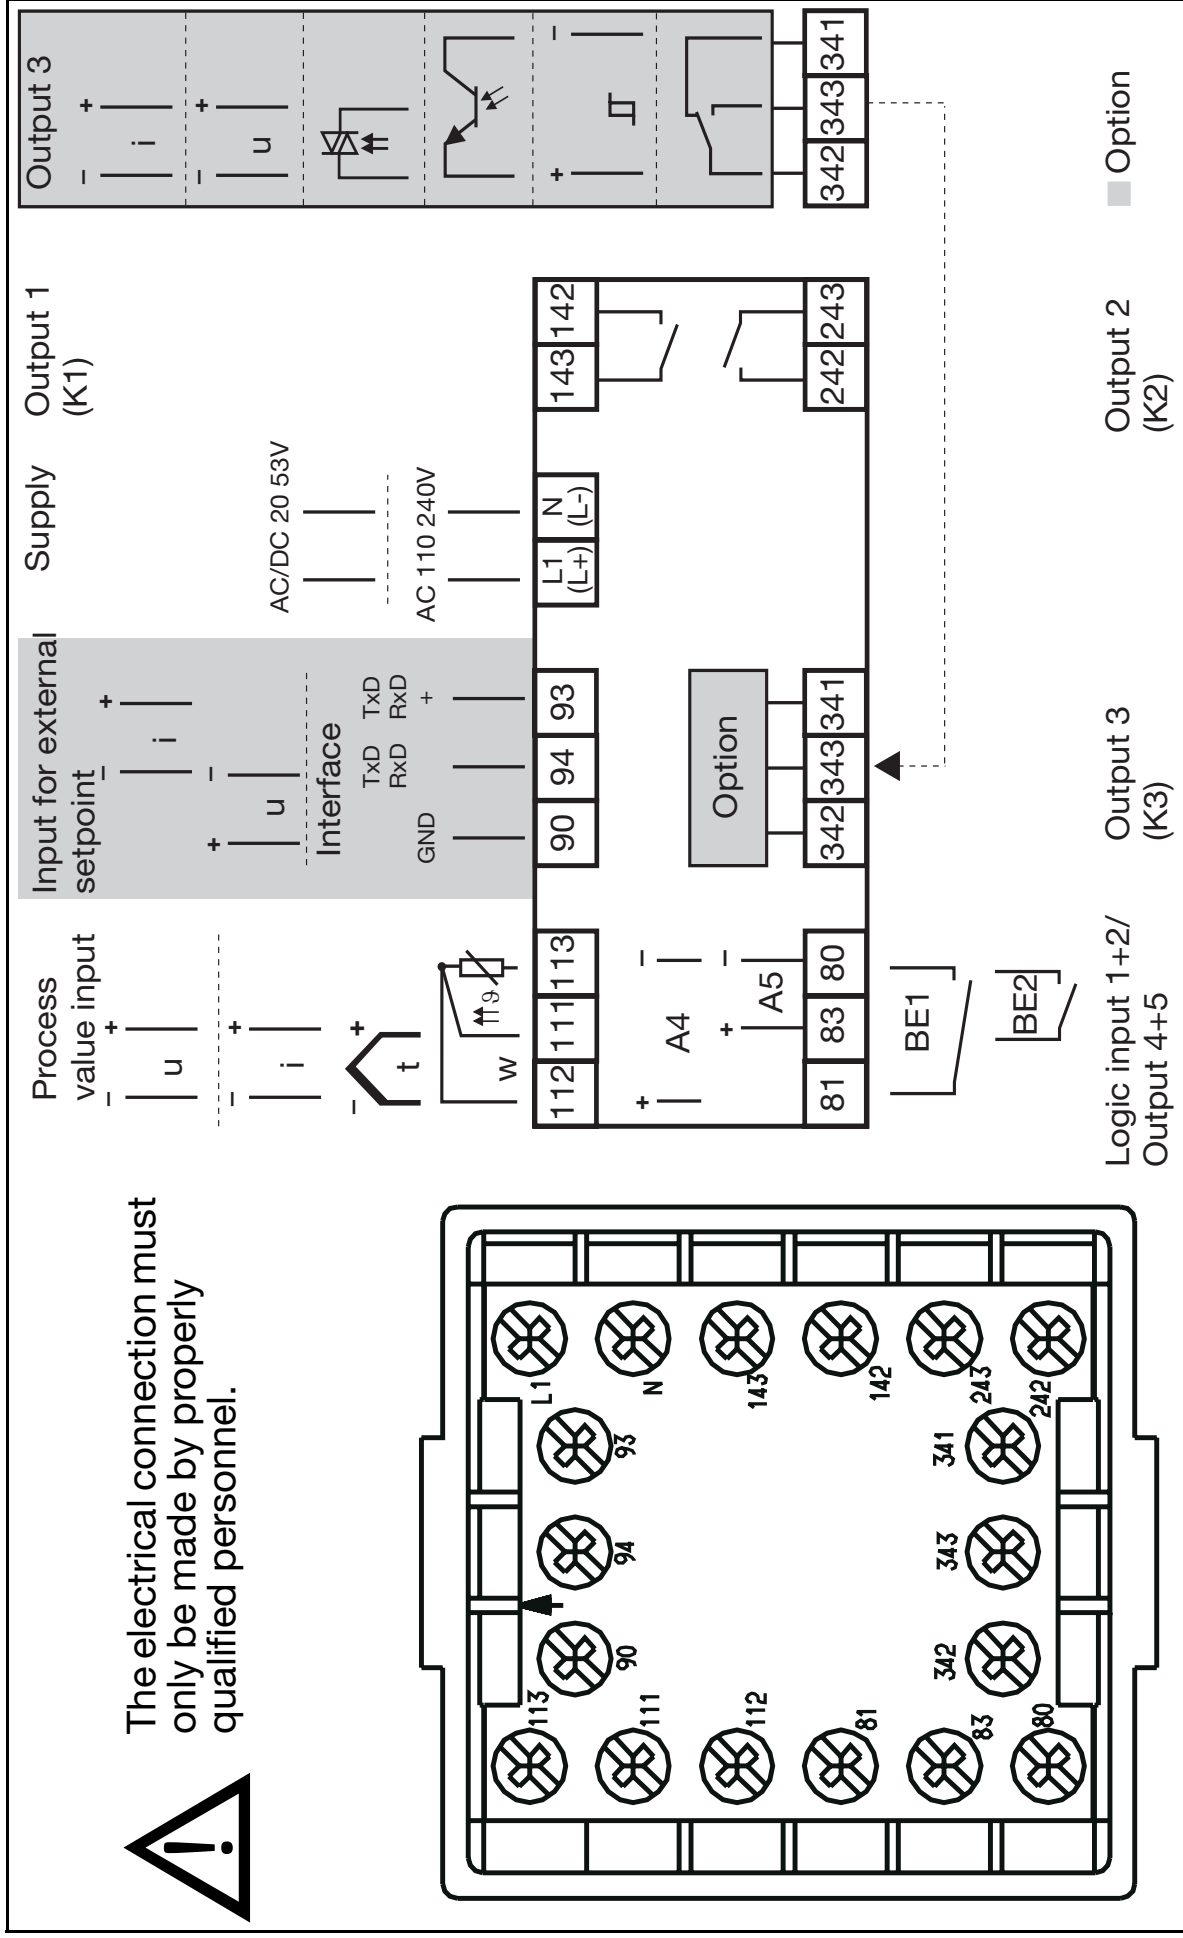 The electrical connection must
only be made by properly
qualified personnel.
L1
N
143
142
243
242
93
94
90
341
343
342
113
111
112
81
83
80
Process
value input
– +
u
– +
i
– +
t
w
ϑ
112 111 113
Input for external
setpoint
– +
i
+ –
u
Interface
GND
TxD TxD
RxD RxD
+
90 94 93
Supply
AC/DC 20 53V
AC 110 240V
L1 N
(L+) (L-)
Output 1
(K1)
143 142
Output 3
– +
i
– +
u
+ –
342 343 341
+ –
A4
+ –
A5
81 83 80
BE1
BE2
Logic input 1+2/
Output 4+5
Option
342 343 341
Output 3
(K3)
242 243
Output 2
(K2)
Option